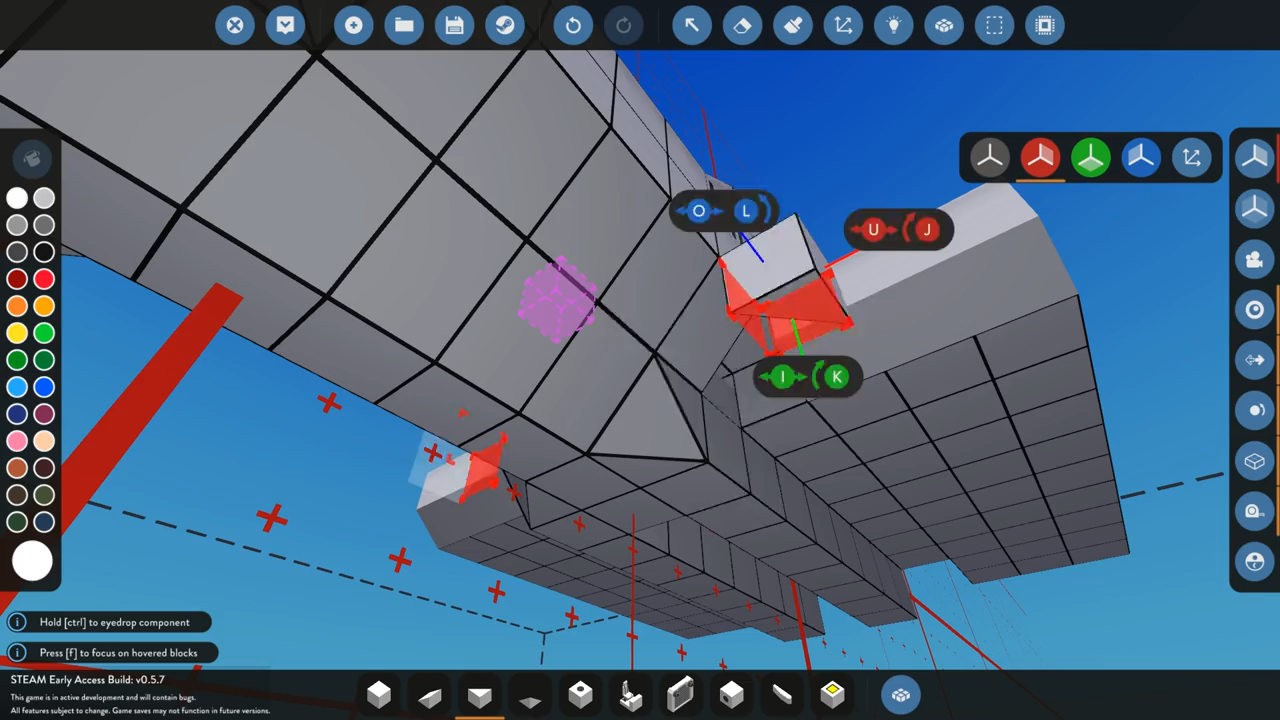 O L
U J
I K
Hold [ctrl] to eyedrop component
Press [f] to focus on hovered blocks
STEAM Early Access Build: v0.5.7
This game is in active development and will contain bugs.
All features subject to change. Game saves may not function in future versions.